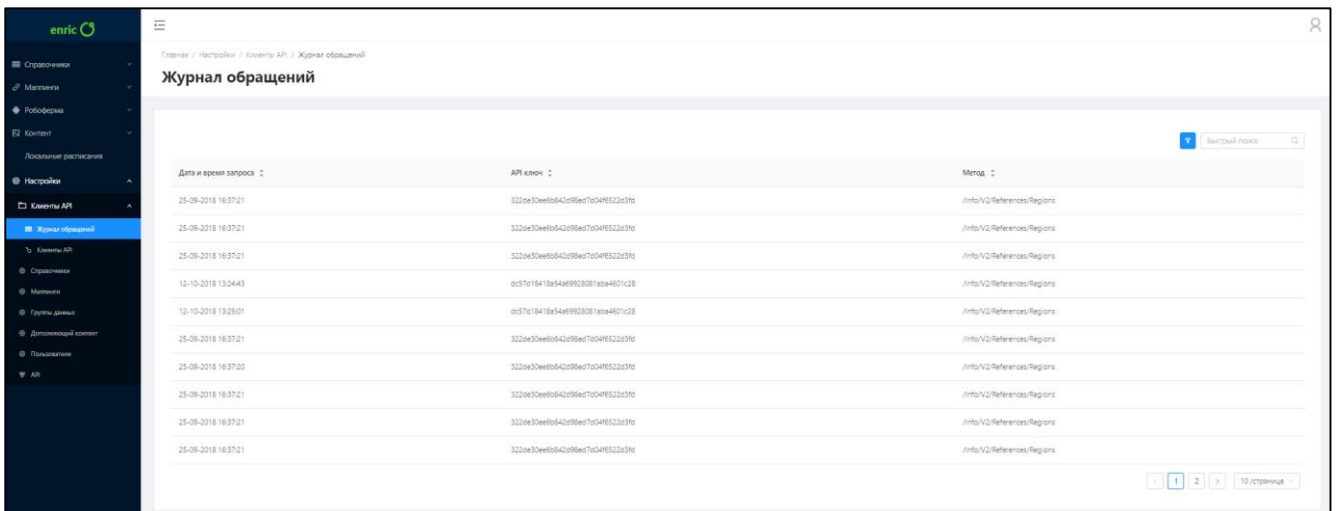 enric
Справочники
Маппинги
Робоферма
Контент
Локальные расписания
Настройки
Клиенты API
Журнал обращений
Клиенты API
Справочники
Маппинги
Группы данных
Дополняющий контент
Пользователи
API
Главная / Настройки / Клиенты API / Журнал обращений
Журнал обращений
Быстрый поиск
Дата и время запроса API ключ Метод
25-09-2018 16:37:21 322de30ee6b842d98ed7d04f6522d3fd /Info/V2/References/Regions
25-09-2018 16:37:21 322de30ee6b842d98ed7d04f6522d3fd /Info/V2/References/Regions
25-09-2018 16:37:21 322de30ee6b842d98ed7d04f6522d3fd /Info/V2/References/Regions
12-10-2018 13:24:43 dc57d18418a54a69928081aba4601c28 /Info/V2/References/Regions
12-10-2018 13:25:01 dc57d18418a54a69928081aba4601c28 /Info/V2/References/Regions
25-09-2018 16:37:21 322de30ee6b842d98ed7d04f6522d3fd /Info/V2/References/Regions
25-09-2018 16:37:20 322de30ee6b842d98ed7d04f6522d3fd /Info/V2/References/Regions
25-09-2018 16:37:21 322de30ee6b842d98ed7d04f6522d3fd /Info/V2/References/Regions
25-09-2018 16:37:21 322de30ee6b842d98ed7d04f6522d3fd /Info/V2/References/Regions
25-09-2018 16:37:21 322de30ee6b842d98ed7d04f6522d3fd /Info/V2/References/Regions
< 1 2 > 10 /странице